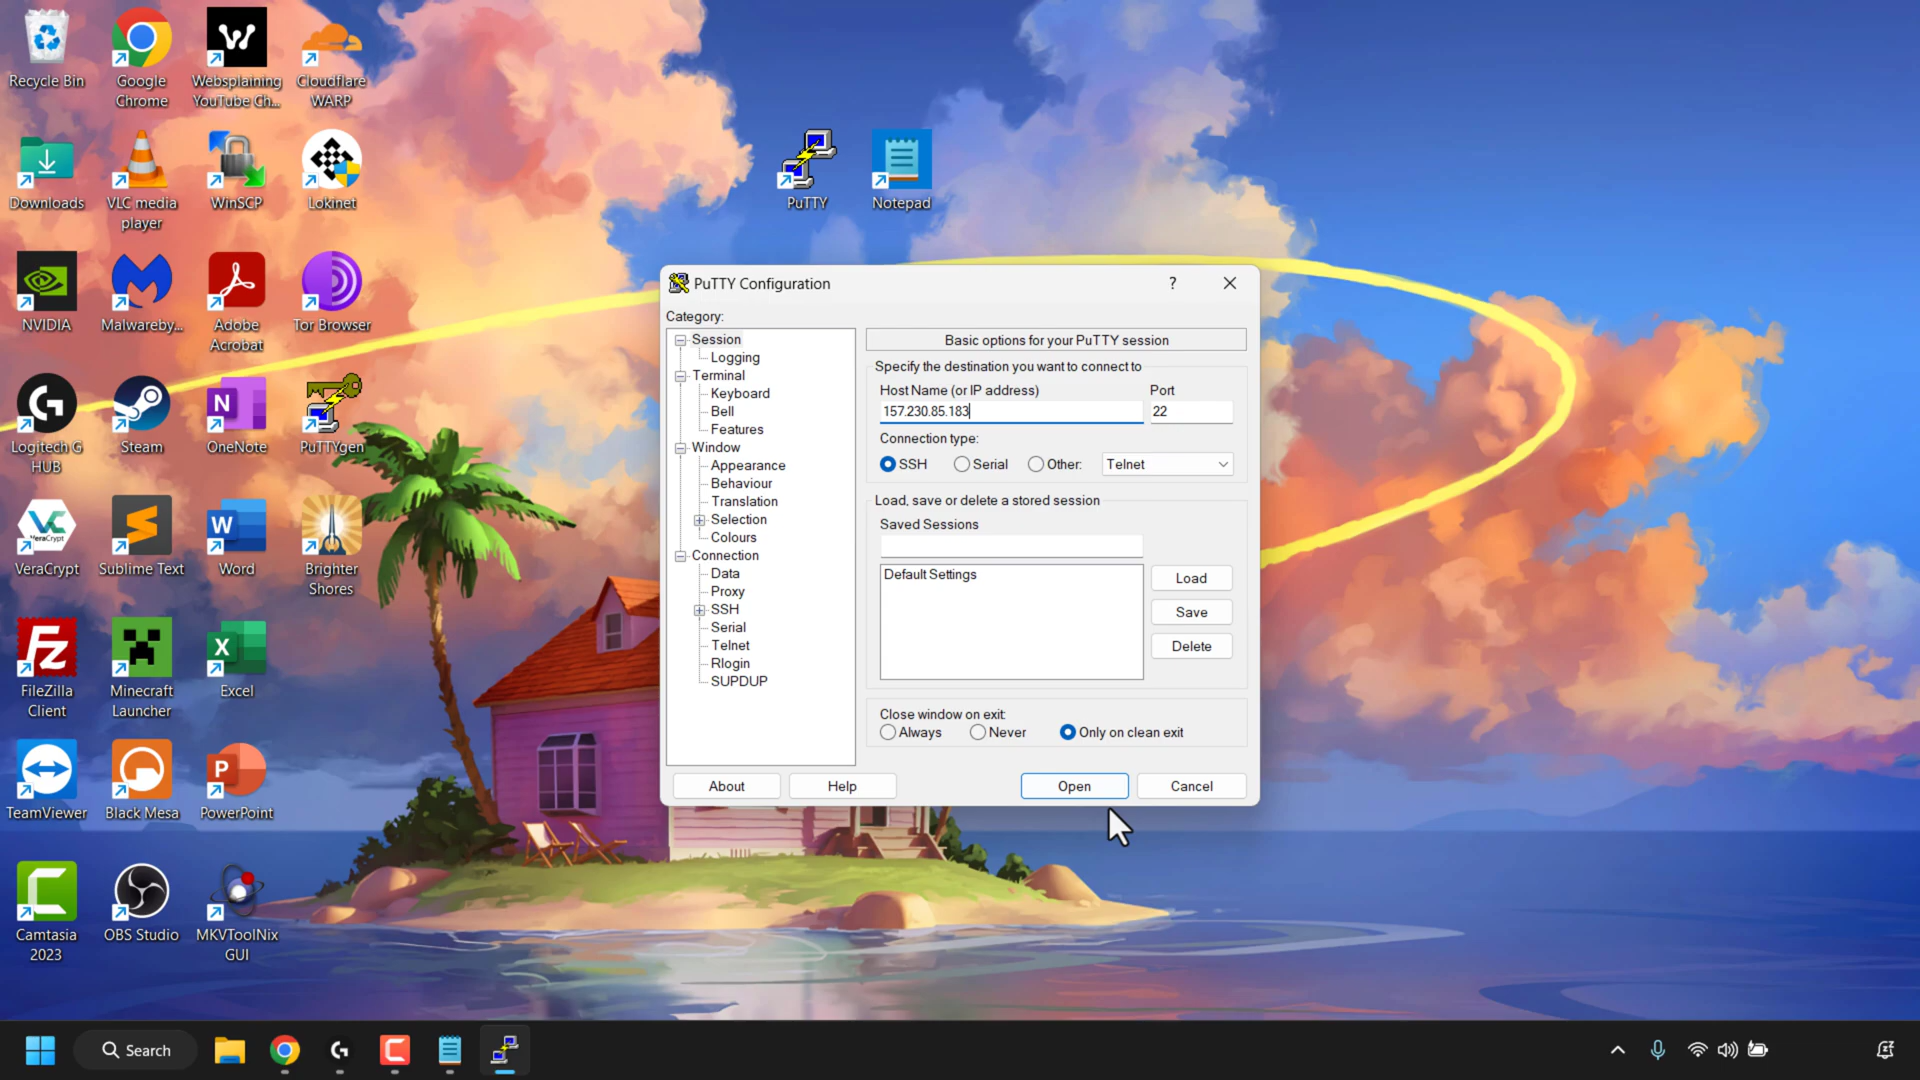 Recycle Bin
Google
Chrome
Websplaining
YouTube Ch...
Cloudflare
WARP
Downloads
VLC media
player
WinSCP
Lokinet
PuTTY
Notepad
NVIDIA
Malwareby...
Adobe
Acrobat
Tor Browser
Logitech G
HUB
Steam
N
OneNote
PuTTYgen
VeraCrypt
VeraCrypt
Sublime Text
W
Word
Brighter
Shores
Fz
FileZilla
Client
Minecraft
Launcher
X
Excel
TeamViewer
Black Mesa
P
PowerPoint
Camtasia
2023
OBS Studio
MKVToolNix
GUI
PuTTY Configuration
?
Category:
Session
Logging
Terminal
Keyboard
Bell
Features
Window
Appearance
Behaviour
Translation
Selection
Colours
Connection
Data
Proxy
SSH
Serial
Telnet
Rlogin
SUPDUP
Basic options for your PuTTY session
Specify the destination you want to connect to
Host Name (or IP address) Port
157.230.85.183 22
Connection type:
SSH Serial Other: Telnet
Load, save or delete a stored session
Saved Sessions
Default Settings
Load
Save
Delete
Close window on exit:
Always Never Only on clean exit
About Help Open Cancel
Search